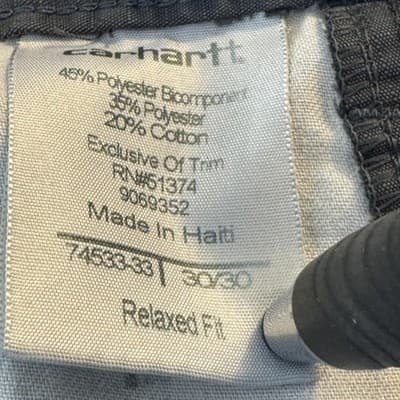 carhartt
45% Polyester Bicomponent
35% Polyester
20% Cotton
Exclusive Of Trim
RN#51374
9069352
Made In Haiti
74533-33 30/30
Relaxed Fit